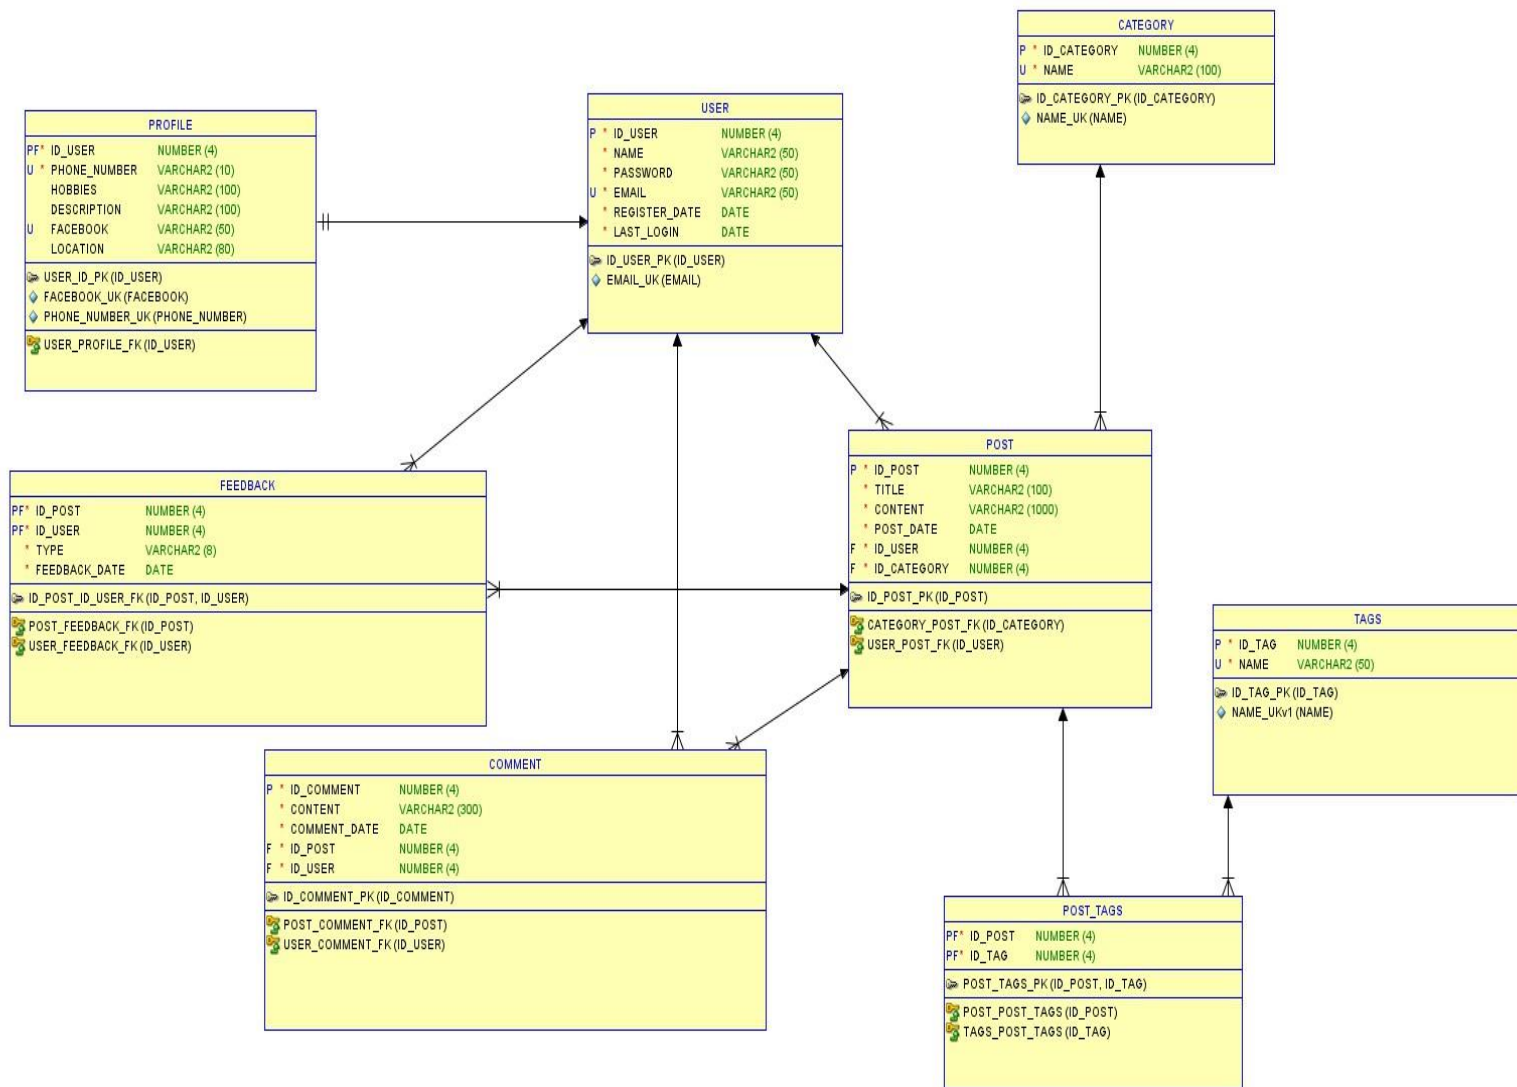 CATEGORY
P * ID_CATEGORY NUMBER (4)
U * NAME VARCHAR2 (100)
ID_CATEGORY_PK (ID_CATEGORY)
NAME_UK (NAME)
USER
P * ID_USER NUMBER (4)
* NAME VARCHAR2 (50)
* PASSWORD VARCHAR2 (50)
U * EMAIL VARCHAR2 (50)
* REGISTER_DATE DATE
* LAST_LOGIN DATE
ID_USER_PK (ID_USER)
EMAIL_UK (EMAIL)
PROFILE
PF* ID_USER NUMBER (4)
U * PHONE_NUMBER VARCHAR2 (10)
HOBBIES VARCHAR2 (100)
DESCRIPTION VARCHAR2 (100)
U FACEBOOK VARCHAR2 (50)
LOCATION VARCHAR2 (80)
USER_ID_PK (ID_USER)
FACEBOOK_UK (FACEBOOK)
PHONE_NUMBER_UK (PHONE_NUMBER)
USER_PROFILE_FK (ID_USER)
POST
P * ID_POST NUMBER (4)
* TITLE VARCHAR2 (100)
* CONTENT VARCHAR2 (1000)
* POST_DATE DATE
F * ID_USER NUMBER (4)
F * ID_CATEGORY NUMBER (4)
ID_POST_PK (ID_POST)
CATEGORY_POST_FK (ID_CATEGORY)
USER_POST_FK (ID_USER)
FEEDBACK
PF* ID_POST NUMBER (4)
PF* ID_USER NUMBER (4)
* TYPE VARCHAR2 (8)
* FEEDBACK_DATE DATE
ID_POST_ID_USER_FK (ID_POST, ID_USER)
POST_FEEDBACK_FK (ID_POST)
USER_FEEDBACK_FK (ID_USER)
TAGS
P * ID_TAG NUMBER (4)
U * NAME VARCHAR2 (50)
ID_TAG_PK (ID_TAG)
NAME_UKv1 (NAME)
COMMENT
P * ID_COMMENT NUMBER (4)
* CONTENT VARCHAR2 (300)
* COMMENT_DATE DATE
F * ID_POST NUMBER (4)
F * ID_USER NUMBER (4)
ID_COMMENT_PK (ID_COMMENT)
POST_COMMENT_FK (ID_POST)
USER_COMMENT_FK (ID_USER)
POST_TAGS
PF* ID_POST NUMBER (4)
PF* ID_TAG NUMBER (4)
POST_TAGS_PK (ID_POST, ID_TAG)
POST_POST_TAGS (ID_POST)
TAGS_POST_TAGS (ID_TAG)